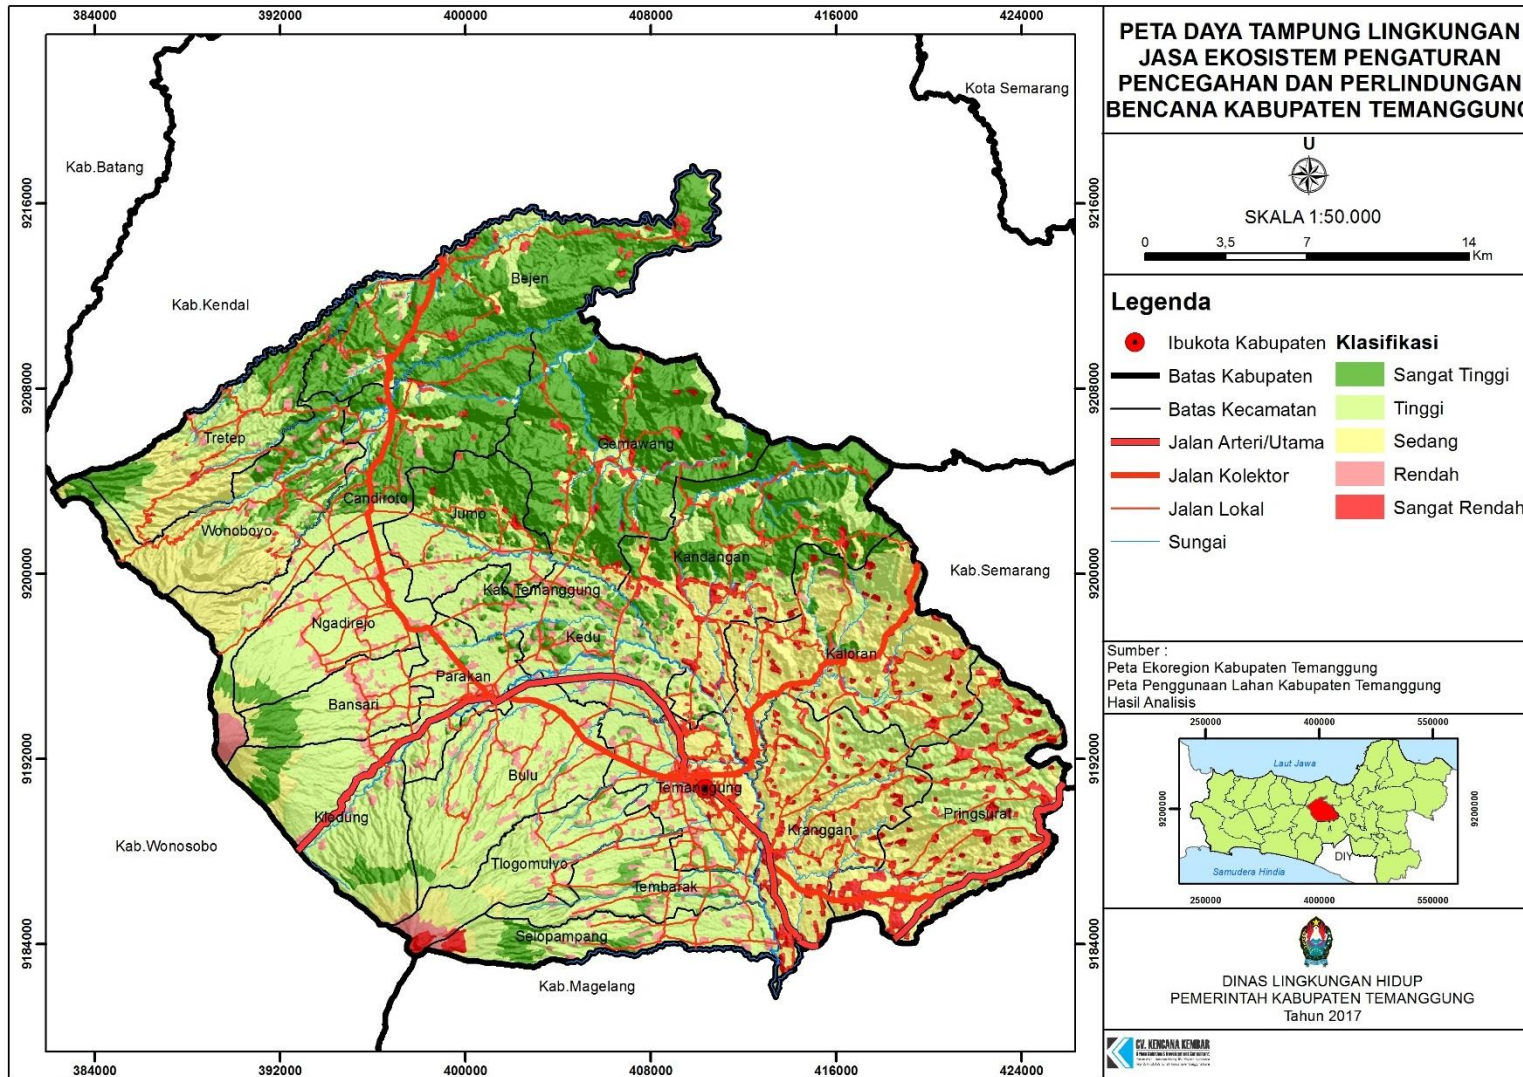 384000
392000
400000
408000
416000
424000
PETA DAYA TAMPUNG LINGKUNGAN
JASA EKOSISTEM PENGATURAN
PENCEGAHAN DAN PERLINDUNGAN
BENCANA KABUPATEN TEMANGGUNG
U
SKALA 1:50.000
0
3,5
7
14
Km
Legenda
Ibukota Kabupaten
Batas Kabupaten
Batas Kecamatan
Jalan Arteri/Utama
Jalan Kolektor
Jalan Lokal
Sungai
Klasifikasi
Sangat Tinggi
Tinggi
Sedang
Rendah
Sangat Rendah
Sumber :
Peta Ekoregion Kabupaten Temanggung
Peta Penggunaan Lahan Kabupaten Temanggung
Hasil Analisis
250000
400000
550000
Laut Jawa
9200000
9200000
DIY
Samudera Hindia
250000
400000
550000
DINAS LINGKUNGAN HIDUP
PEMERINTAH KABUPATEN TEMANGGUNG
Tahun 2017
CV. KENCANA KEMBAR
Kota Semarang
Kab.Batang
Kab.Kendal
Bejen
Tretep
Gemawang
Candiroto
Jumo
Wonoboyo
Kandangan
Kab.Semarang
Kab.Temanggung
Ngadirejo
Kedu
Kaloran
Parakan
Bansari
Bulu
Temanggung
Kledung
Kranggan
Pringsurat
Kab.Wonosobo
Tlogomulyo
Tembarak
Selopampang
Kab.Magelang
9216000
9208000
9200000
9192000
9184000
9216000
9208000
9200000
9192000
9184000
384000
392000
400000
408000
416000
424000